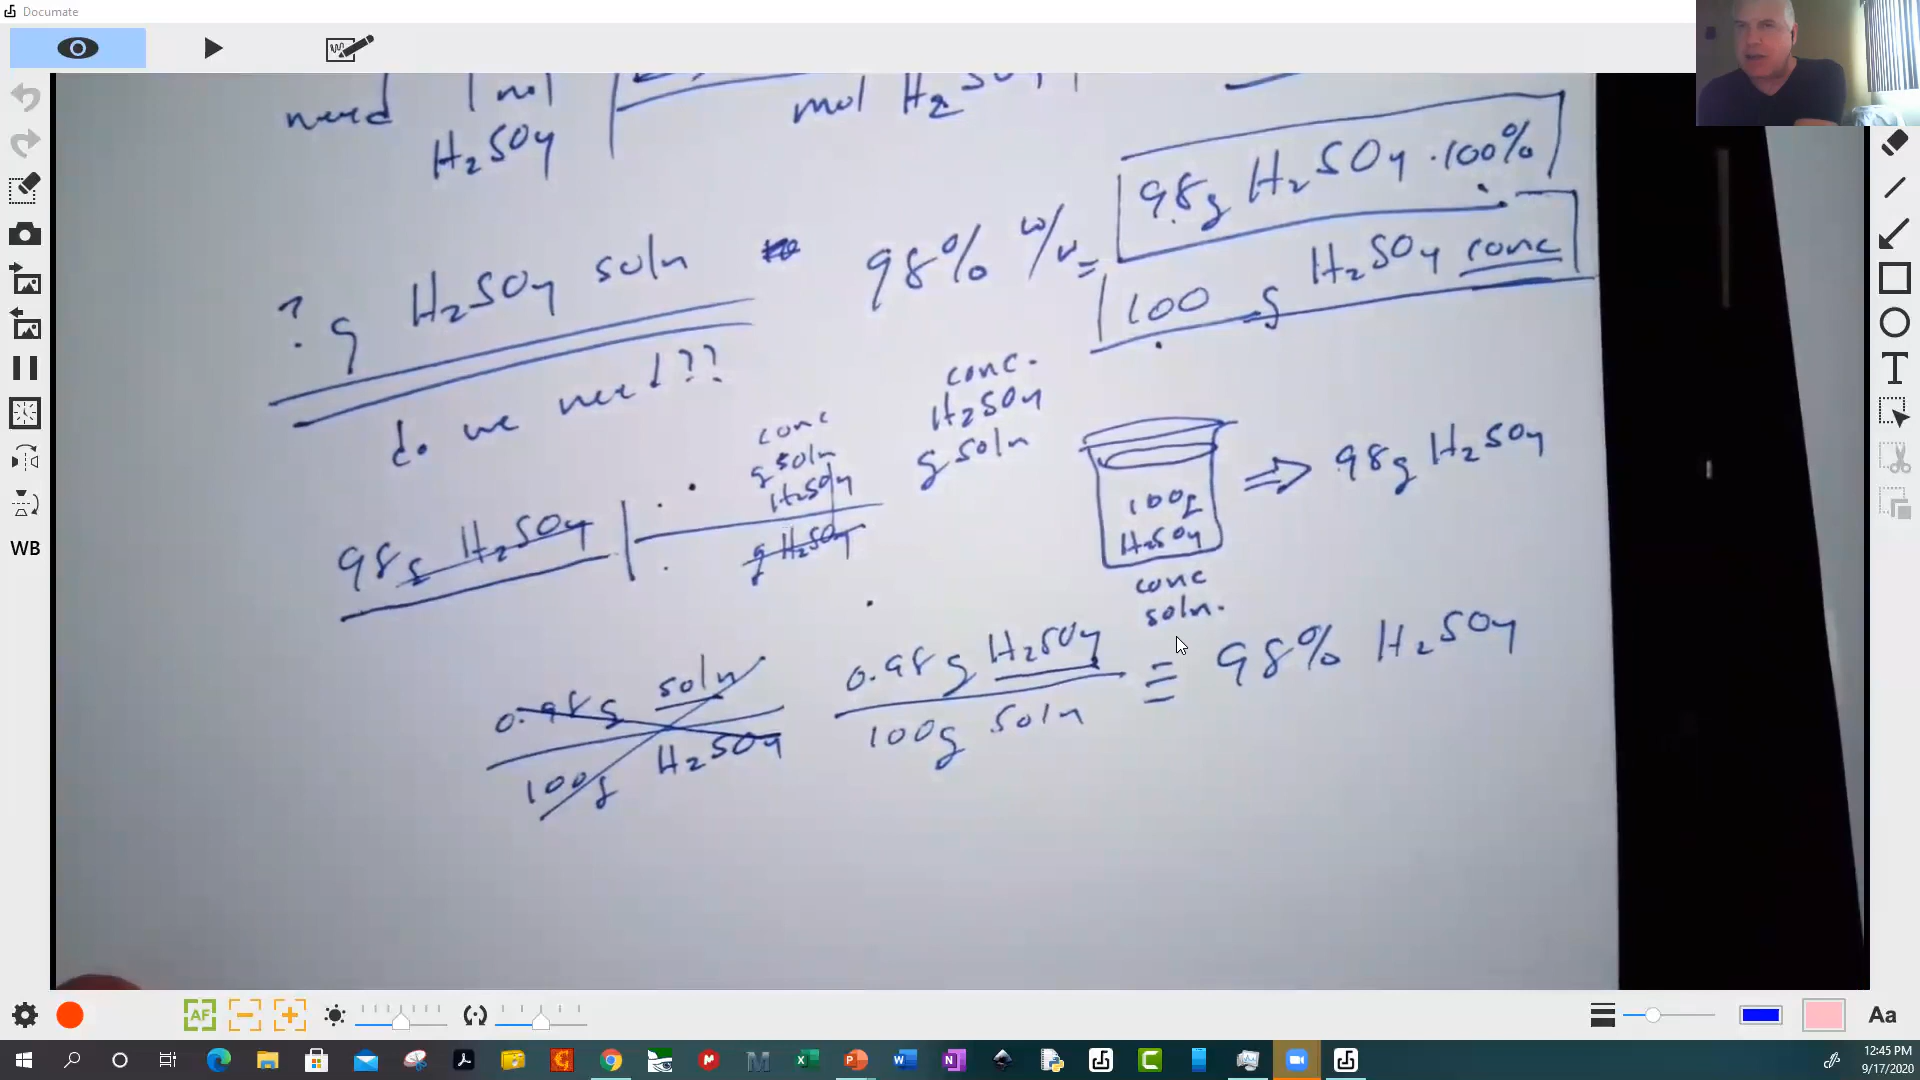 Documate
need 1 mol
H₂SO₄
mol H₂SO₄
98g H₂SO₄ · 100%
100 g H₂SO₄ conc
? g H₂SO₄ soln
98% w/w =
do we need??
conc
g soln
H₂SO₄
98g H₂SO₄
g H₂SO₄
conc.
H₂SO₄
g soln
100g
H₂SO₄
conc
soln.
⇒ 98g H₂SO₄
0.98g soln
100g H₂SO₄
0.98g H₂SO₄
100g soln
≡ 98% H₂SO₄
WB
T
AF
Aa
12:45 PM
9/17/2020